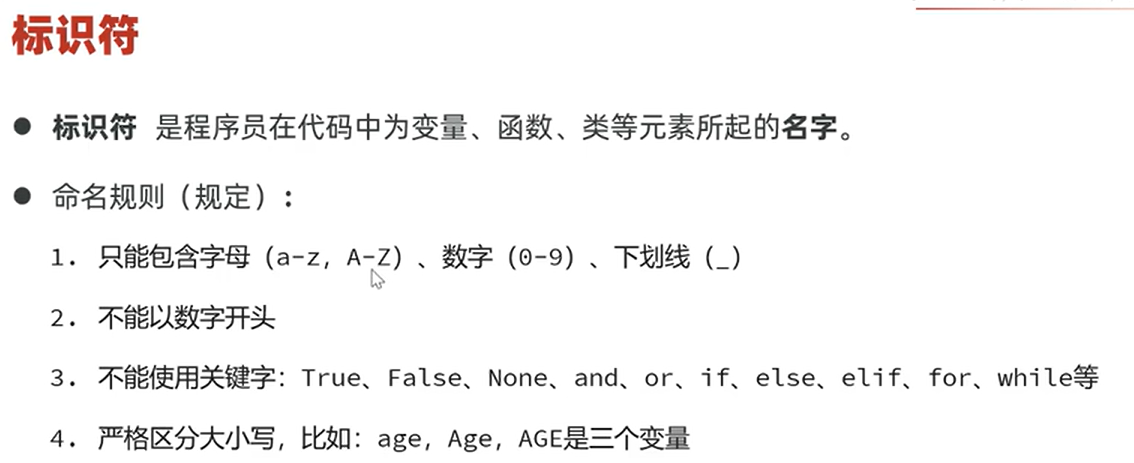 标识符
● 标识符 是程序员在代码中为变量、函数、类等元素所起的名字。
● 命名规则（规定）:
1. 只能包含字母（a-z, A-Z）、数字（0-9）、下划线（_）
2. 不能以数字开头
3. 不能使用关键字: True、False、None、and、or、if、else、elif、for、while等
4. 严格区分大小写, 比如: age, Age, AGE是三个变量